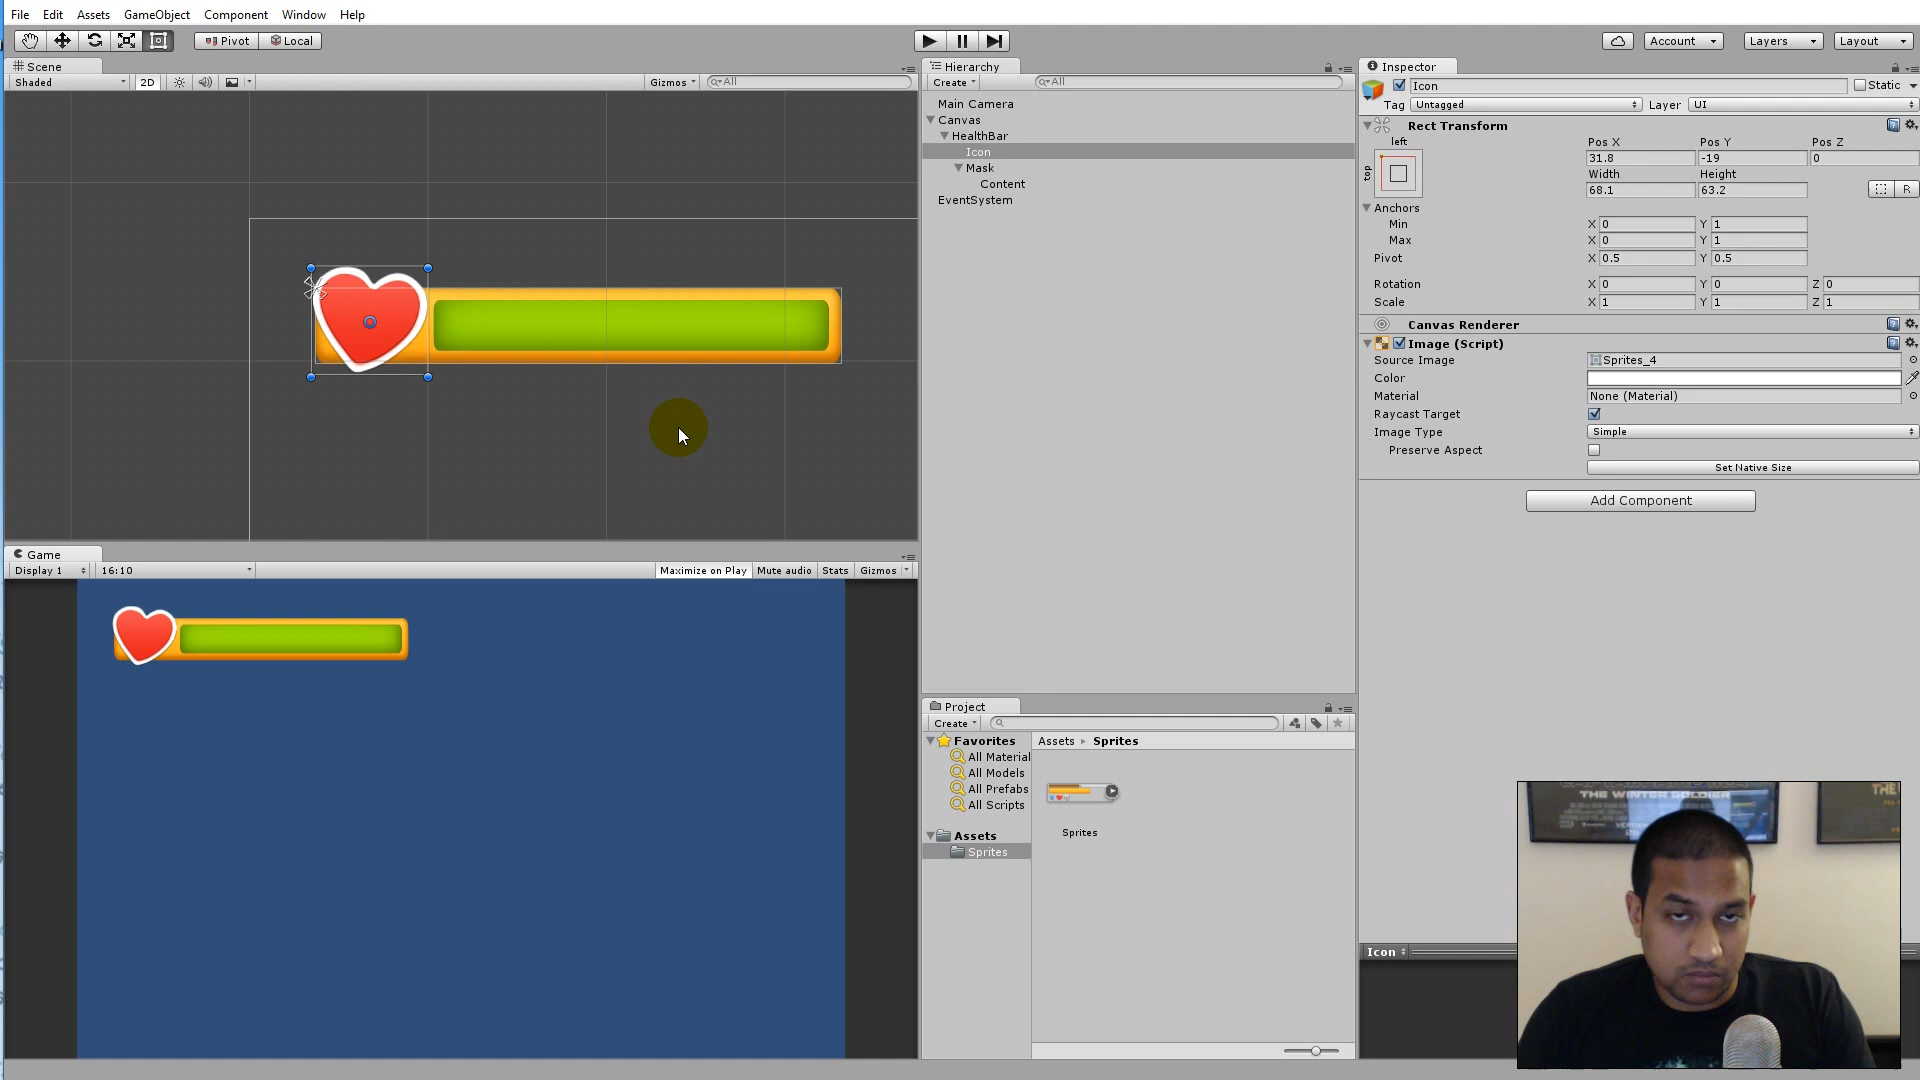 File Edit Assets GameObject Component Window Help
Pivot Local Account Layers Layout
Scene
Shaded 2D Gizmos All
Hierarchy
Create All
Main Camera
Canvas
HealthBar
Icon
Mask
Content
EventSystem
Inspector
Icon Static
Tag Untagged Layer UI
Rect Transform
left
top
Pos X Pos Y Pos Z
31.8 -19 0
Width Height
68.1 63.2 R
Anchors
Min X 0 Y 1
Max X 0 Y 1
Pivot X 0.5 Y 0.5
Rotation X 0 Y 0 Z 0
Scale X 1 Y 1 Z 1
Canvas Renderer
Image (Script)
Source Image Sprites_4
Color
Material None (Material)
Raycast Target
Image Type Simple
Preserve Aspect
Set Native Size
Add Component
Game
Display 1 16:10 Maximize on Play Mute audio Stats Gizmos
Project
Create
Favorites
All Material
All Models
All Prefabs
All Scripts
Assets
Sprites
Assets Sprites
Sprites
Icon
THE WINTER SOLDIER